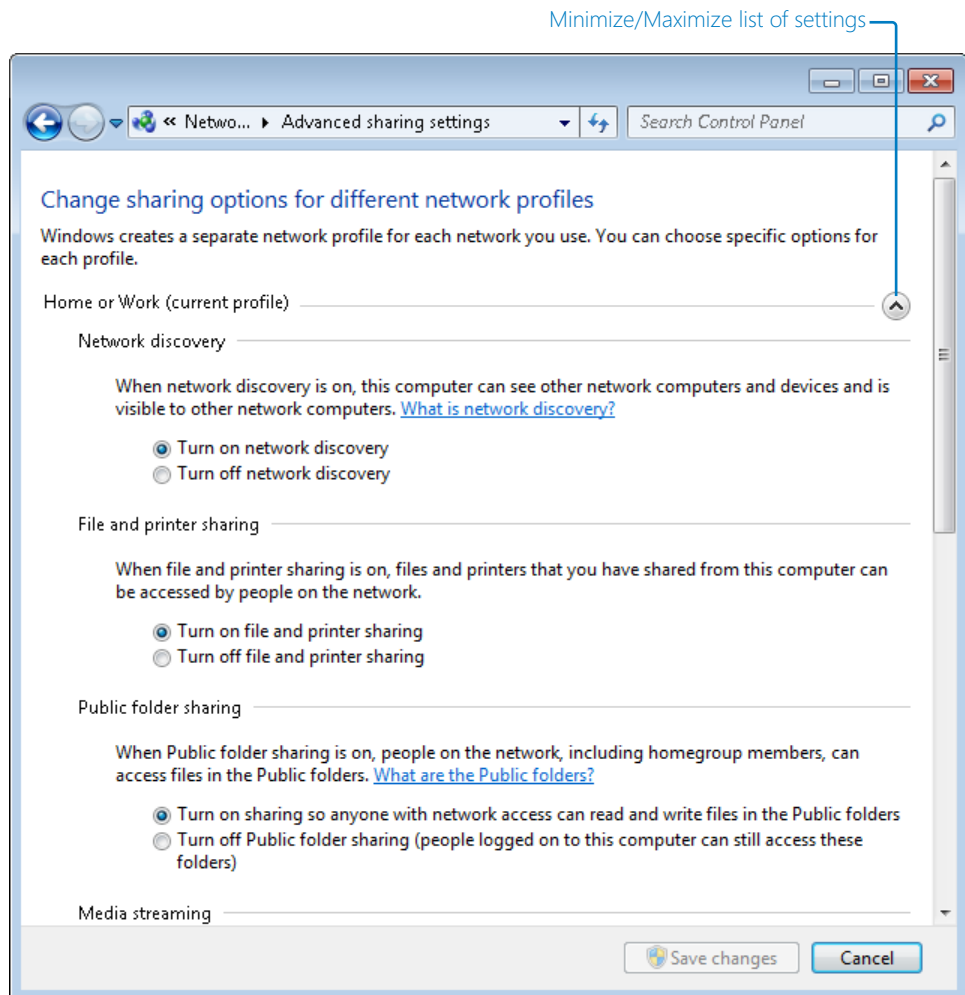 Minimize/Maximize list of settings
« Netwo... ▸ Advanced sharing settings
Search Control Panel
Change sharing options for different network profiles
Windows creates a separate network profile for each network you use. You can choose specific options for
each profile.
Home or Work (current profile)
Network discovery
When network discovery is on, this computer can see other network computers and devices and is
visible to other network computers. What is network discovery?
Turn on network discovery
Turn off network discovery
File and printer sharing
When file and printer sharing is on, files and printers that you have shared from this computer can
be accessed by people on the network.
Turn on file and printer sharing
Turn off file and printer sharing
Public folder sharing
When Public folder sharing is on, people on the network, including homegroup members, can
access files in the Public folders. What are the Public folders?
Turn on sharing so anyone with network access can read and write files in the Public folders
Turn off Public folder sharing (people logged on to this computer can still access these
folders)
Media streaming
Save changes
Cancel